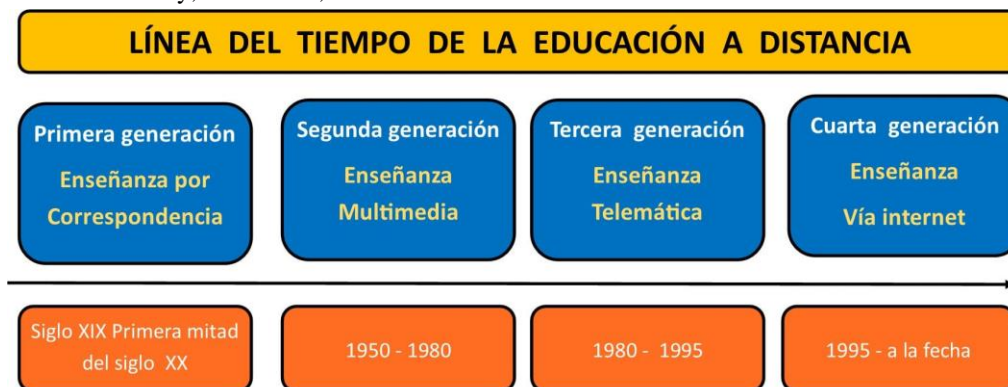 LÍNEA DEL TIEMPO DE LA EDUCACIÓN A DISTANCIA
Primera generación
Enseñanza por
Correspondencia
Segunda generación
Enseñanza
Multimedia
Tercera generación
Enseñanza
Telemática
Cuarta generación
Enseñanza
Vía internet
Siglo XIX Primera mitad
del siglo XX
1950 - 1980
1980 - 1995
1995 - a la fecha